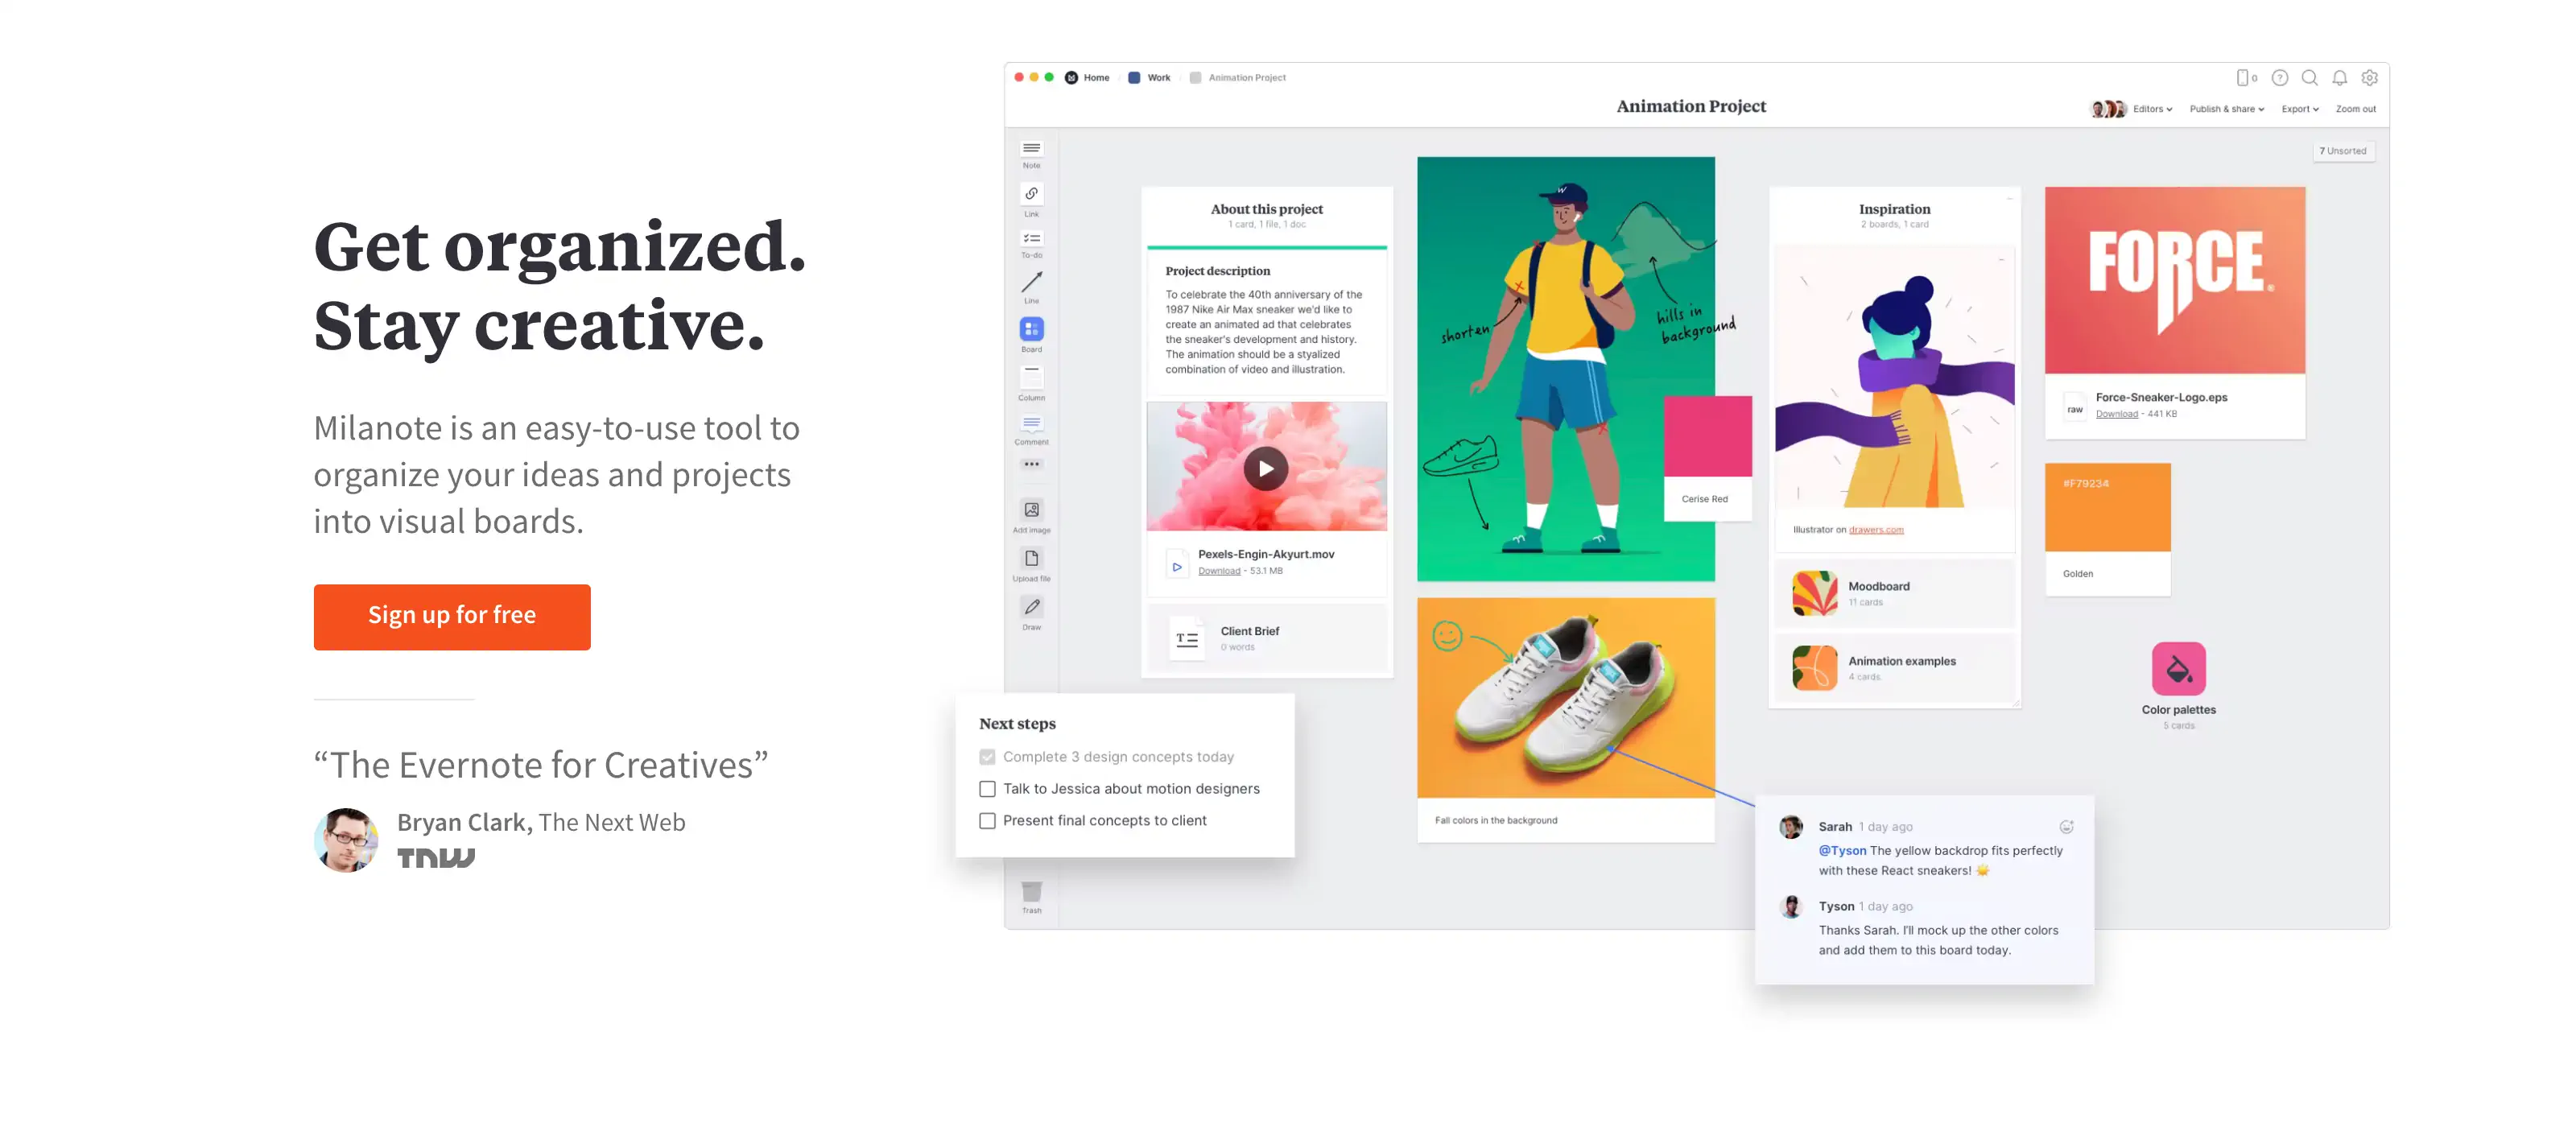 Get organized.
Stay creative.
Milanote is an easy-to-use tool to
organize your ideas and projects
into visual boards.
Sign up for free
“The Evernote for Creatives”
Bryan Clark, The Next Web
TNW
Home
Work
Animation Project
0
Animation Project
Editors
Publish & share
Export
Zoom out
7 Unsorted
Note
Link
To-do
Line
Board
Column
Comment
Add image
Upload file
Draw
Trash
About this project
1 card, 1 file, 1 doc
Project description
To celebrate the 40th anniversary of the
1987 Nike Air Max sneaker we'd like to
create an animated ad that celebrates
the sneaker's development and history.
The animation should be a styalized
combination of video and illustration.
Pexels-Engin-Akyurt.mov
Download - 53.1 MB
Client Brief
0 words
Next steps
Complete 3 design concepts today
Talk to Jessica about motion designers
Present final concepts to client
W
shorten
hills in
background
Cerise Red
Fall colors in the background
Inspiration
2 boards, 1 card
Illustrator on drawers.com
Moodboard
11 cards
Animation examples
4 cards
FORCE.
raw
Force-Sneaker-Logo.eps
Download - 441 KB
#F79234
Golden
Color palettes
5 cards
Sarah 1 day ago
@Tyson The yellow backdrop fits perfectly
with these React sneakers! ☀️
Tyson 1 day ago
Thanks Sarah. I'll mock up the other colors
and add them to this board today.